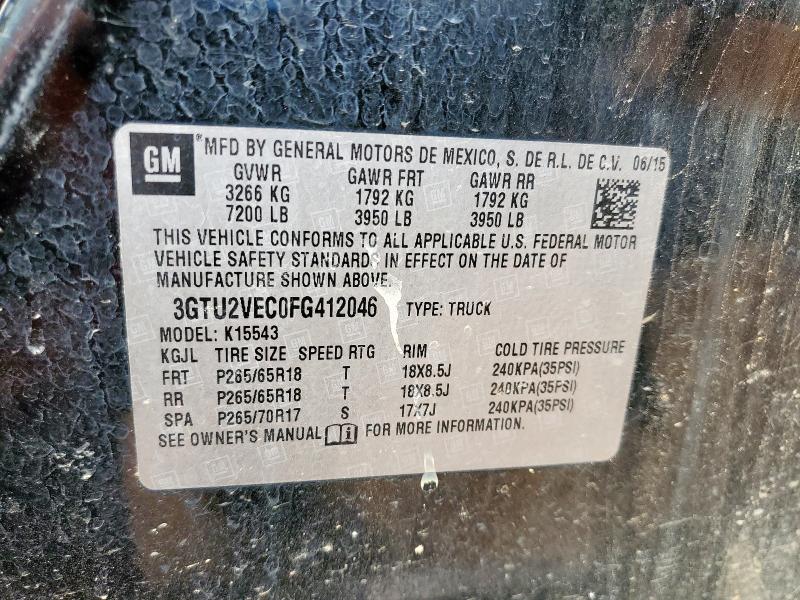 GM ® MFD BY GENERAL MOTORS DE MEXICO, S. DE R.L. DE C.V. 06/15
GVWR GAWR FRT GAWR RR
3266 KG 1792 KG 1792 KG
7200 LB 3950 LB 3950 LB
THIS VEHICLE CONFORMS TO ALL APPLICABLE U.S. FEDERAL MOTOR
VEHICLE SAFETY STANDARDS IN EFFECT ON THE DATE OF
MANUFACTURE SHOWN ABOVE.
3GTU2VEC0FG412046 TYPE: TRUCK
MODEL: K15543
KGJL TIRE SIZE SPEED RTG RIM COLD TIRE PRESSURE
FRT P265/65R18 T 18X8.5J 240KPA(35PSI)
RR P265/65R18 T 18X8.5J 240KPA(35PSI)
SPA P265/70R17 S 17X7J 240KPA(35PSI)
SEE OWNER'S MANUAL FOR MORE INFORMATION.